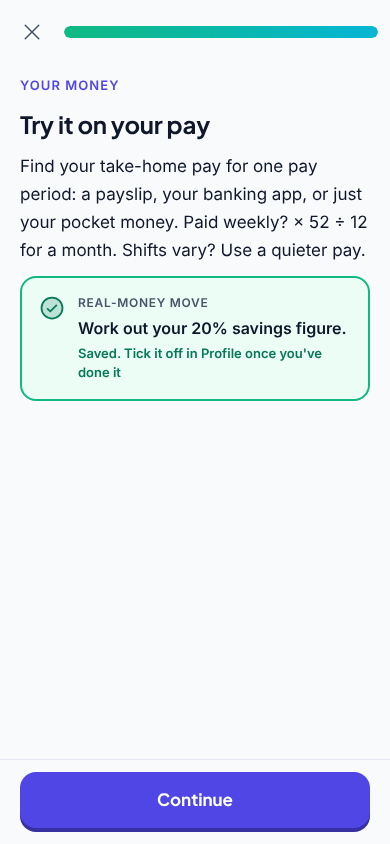 YOUR MONEY
Try it on your pay
Find your take-home pay for one pay
period: a payslip, your banking app, or just
your pocket money. Paid weekly? × 52 ÷ 12
for a month. Shifts vary? Use a quieter pay.
REAL-MONEY MOVE
Work out your 20% savings figure.
Saved. Tick it off in Profile once you've
done it
Continue